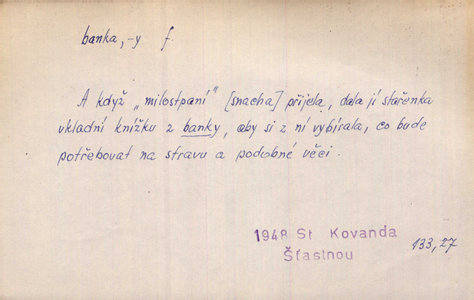 banka, -y f.
A když „milostpaní" [snacha] přijela, dala jí stařenka
vkladní knížku z banky, aby si z ní vybírala, co bude
potřebovat na stravu a podobné věci.
1948 St Kovanda
Šťastnou
133,27